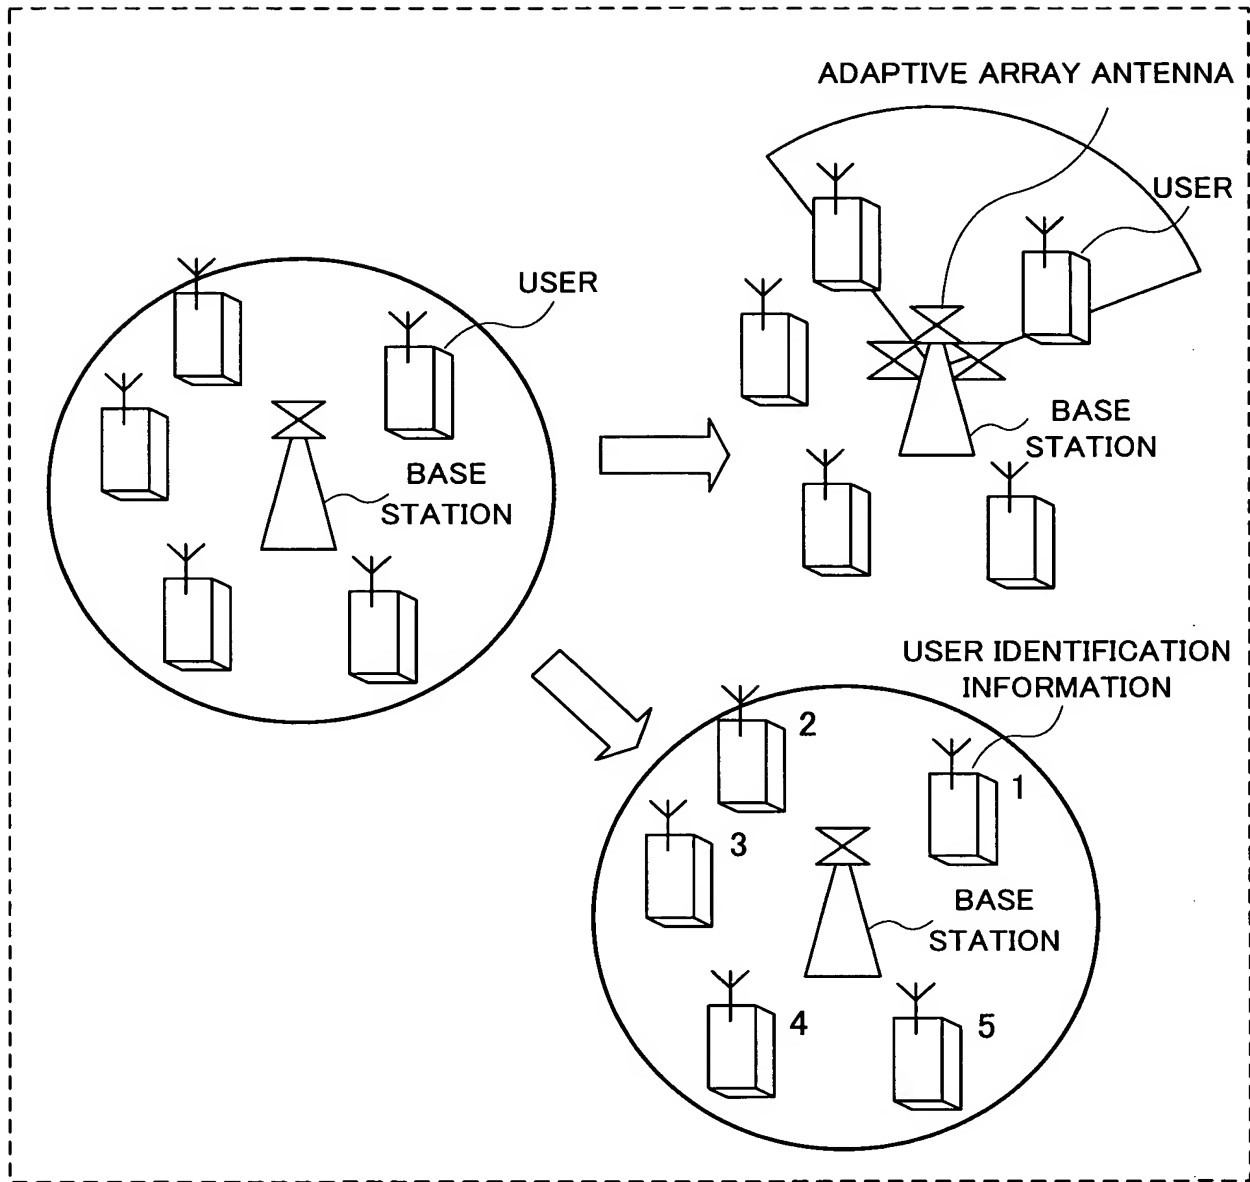 ADAPTIVE ARRAY ANTENNA
USER
USER
BASE
STATION
BASE
STATION
USER IDENTIFICATION
INFORMATION
2
1
3
BASE
STATION
4
5